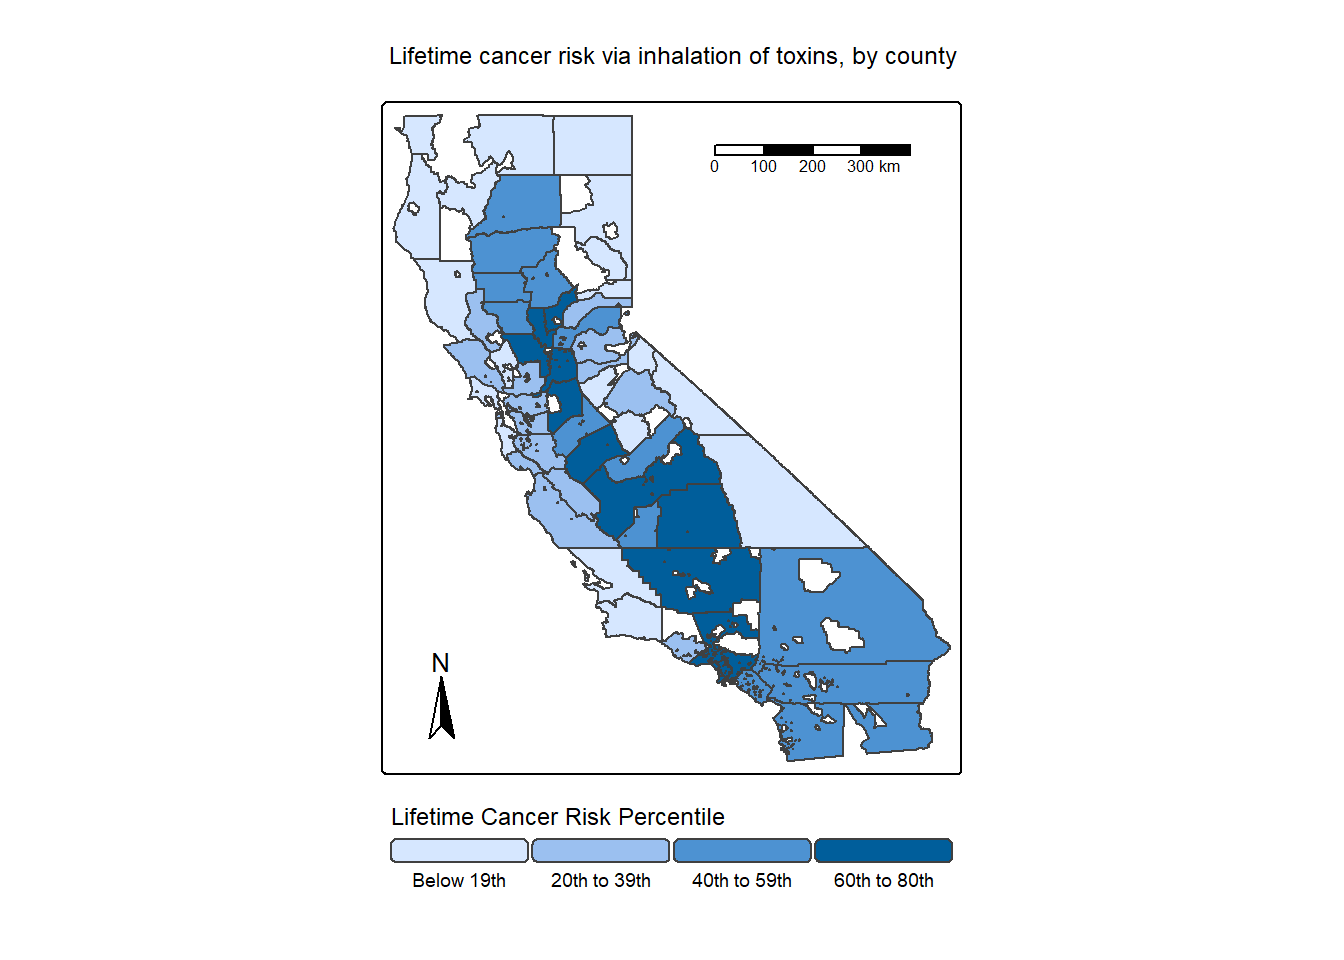 Lifetime cancer risk via inhalation of toxins, by county
0 100 200 300 km
N
Lifetime Cancer Risk Percentile
Below 19th 20th to 39th 40th to 59th 60th to 80th